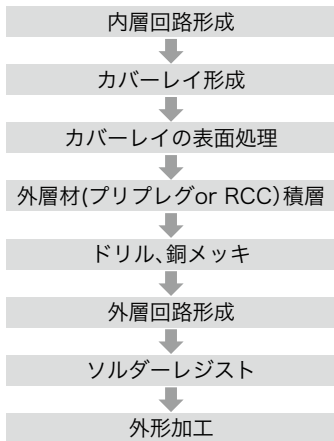 内層回路形成
カバーレイ形成
カバーレイの表面処理
外層材(プリプレグor RCC)積層
ドリル、銅メッキ
外層回路形成
ソルダーレジスト
外形加工